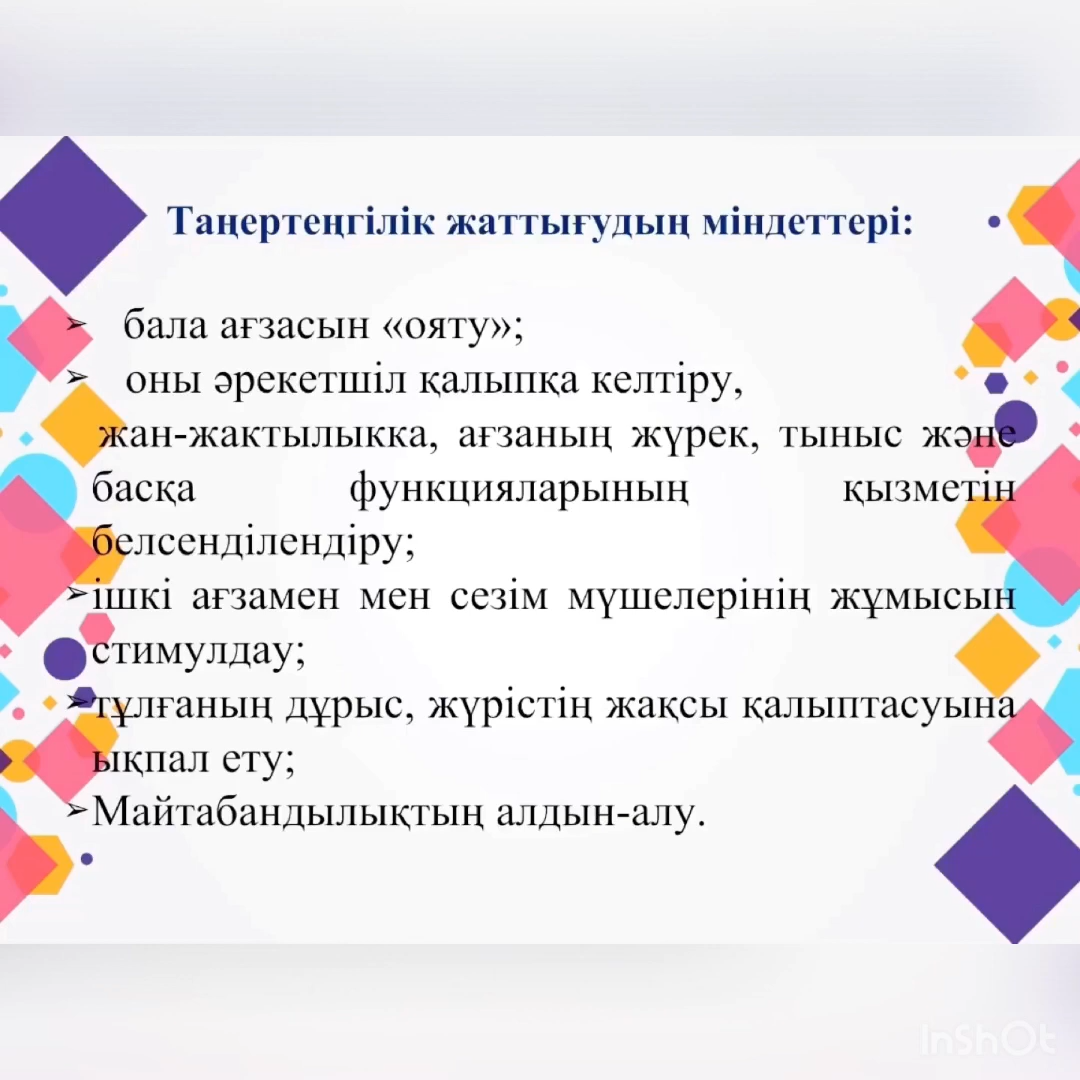 Таңертеңгілік жаттығудың міндеттері:
➢ бала ағзасын «ояту»;
➢ оны әрекетшіл қалыпқа келтіру,
жан-жактылыкка, ағзаның жүрек, тыныс және
басқа функцияларының қызметін
белсенділендіру;
➢ішкі ағзамен мен сезім мүшелерінің жұмысын
стимулдау;
➢тұлғаның дұрыс, жүрістің жақсы қалыптасуына
ықпал ету;
➢Майтабандылықтың алдын-алу.
InShOt